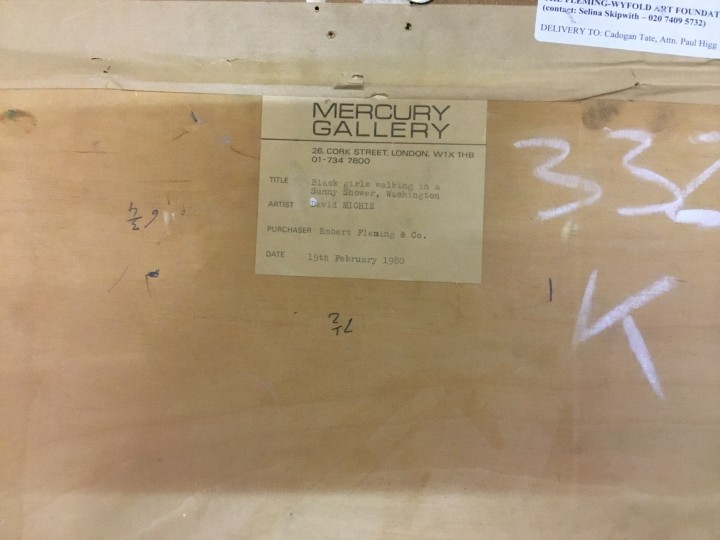 THE FLEMING-WYFOLD ART FOUNDAT
(contact: Selina Skipwith – 020 7409 5732)
DELIVERY TO: Cadogan Tate, Attn. Paul Higg
MERCURY
GALLERY
26, CORK STREET, LONDON, W1X 1HB
01-734 7800
TITLE Black girls walking in a
Sunny Shower, Washington
ARTIST David MICHIE
PURCHASER Robert Fleming & Co.
DATE 19th February 1980
332
K